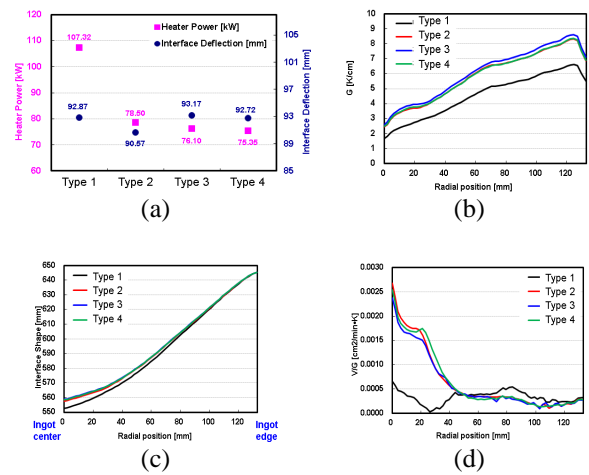 Heater Power [kW]
Interface Deflection [mm]
120
110
100
90
80
70
60
Heater Power [kW]
107.32
78.50
76.10
75.35
92.87
90.57
93.17
92.72
105
103
97
93
89
85
Interface Deflection [mm]
Type 1 Type 2 Type 3 Type 4
(a)
Type 1
Type 2
Type 3
Type 4
G [K/cm]
10
9
8
7
6
5
4
3
2
1
0
0 20 40 60 80 100 120
Radial position [mm]
(b)
Type 1
Type 2
Type 3
Type 4
Interface Shape [mm]
650
640
630
620
610
600
590
580
570
560
550
0 20 40 60 80 100 120
Radial position [mm]
Ingot
center
Ingot
edge
(c)
Type 1
Type 2
Type 3
Type 4
V/G [cm2/min+K]
0.0030
0.0025
0.0020
0.0015
0.0010
0.0005
0.0000
0 20 40 60 80 100 120
Radial position [mm]
(d)